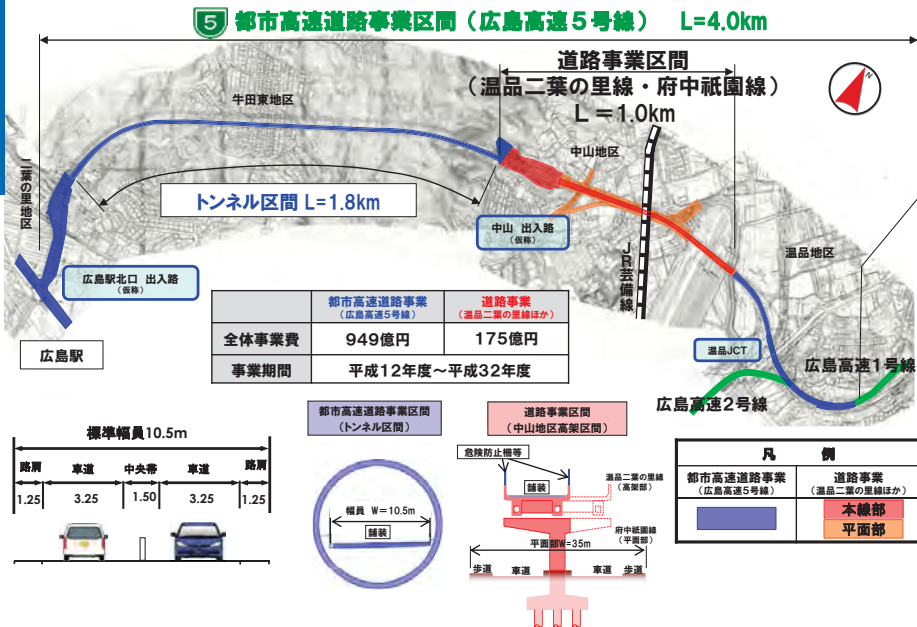 5 都市高速道路事業区間（広島高速5号線） L=4.0km
道路事業区間
（温品二葉の里線・府中祇園線）
L＝1.0km
N
牛田東地区
中山地区
二葉の里地区
トンネル区間 L=1.8km
中山 出入路
（仮称）
JR芸備線
温品地区
広島駅北口 出入路
（仮称）
広島駅
温品JCT
広島高速1号線
広島高速2号線
都市高速道路事業
（広島高速5号線）
道路事業
（温品二葉の里線ほか）
全体事業費 949億円 175億円
事業期間 平成12年度～平成32年度
標準幅員10.5m
路肩 車道 中央帯 車道 路肩
1.25 3.25 1.50 3.25 1.25
都市高速道路事業区間
（トンネル区間）
幅員 W＝10.5m
舗装
道路事業区間
（中山地区高架区間）
危険防止柵等
舗装
温品二葉の里線
（高架部）
府中祇園線
（平面部）
平面部W=35m
歩道 車道 車道 歩道
凡 例
都市高速道路事業
（広島高速5号線）
道路事業
（温品二葉の里線ほか）
本線部
平面部